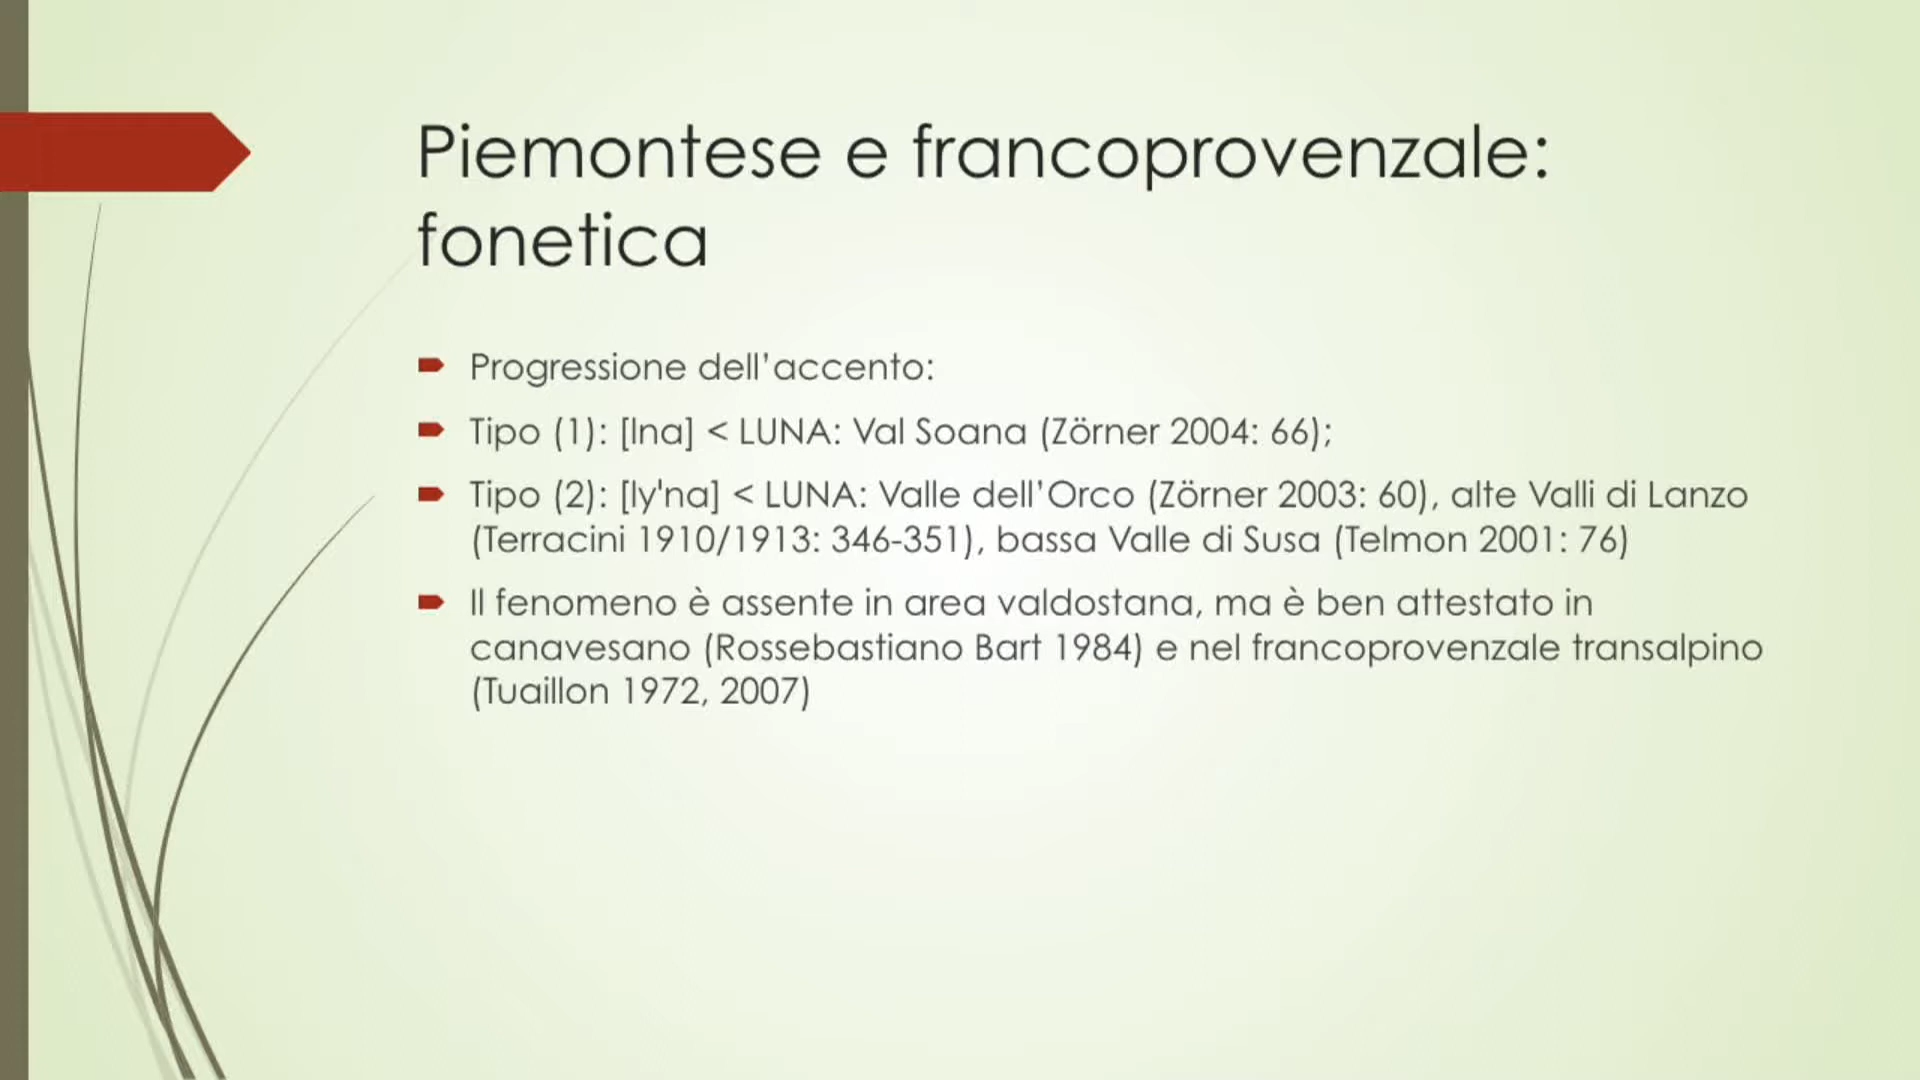 Piemontese e francoprovenzale:
fonetica
Progressione dell’accento:
Tipo (1): [lna] < LUNA: Val Soana (Zörner 2004: 66);
Tipo (2): [ly'na] < LUNA: Valle dell’Orco (Zörner 2003: 60), alte Valli di Lanzo
(Terracini 1910/1913: 346-351), bassa Valle di Susa (Telmon 2001: 76)
Il fenomeno è assente in area valdostana, ma è ben attestato in
canavesano (Rossebastiano Bart 1984) e nel francoprovenzale transalpino
(Tuaillon 1972, 2007)